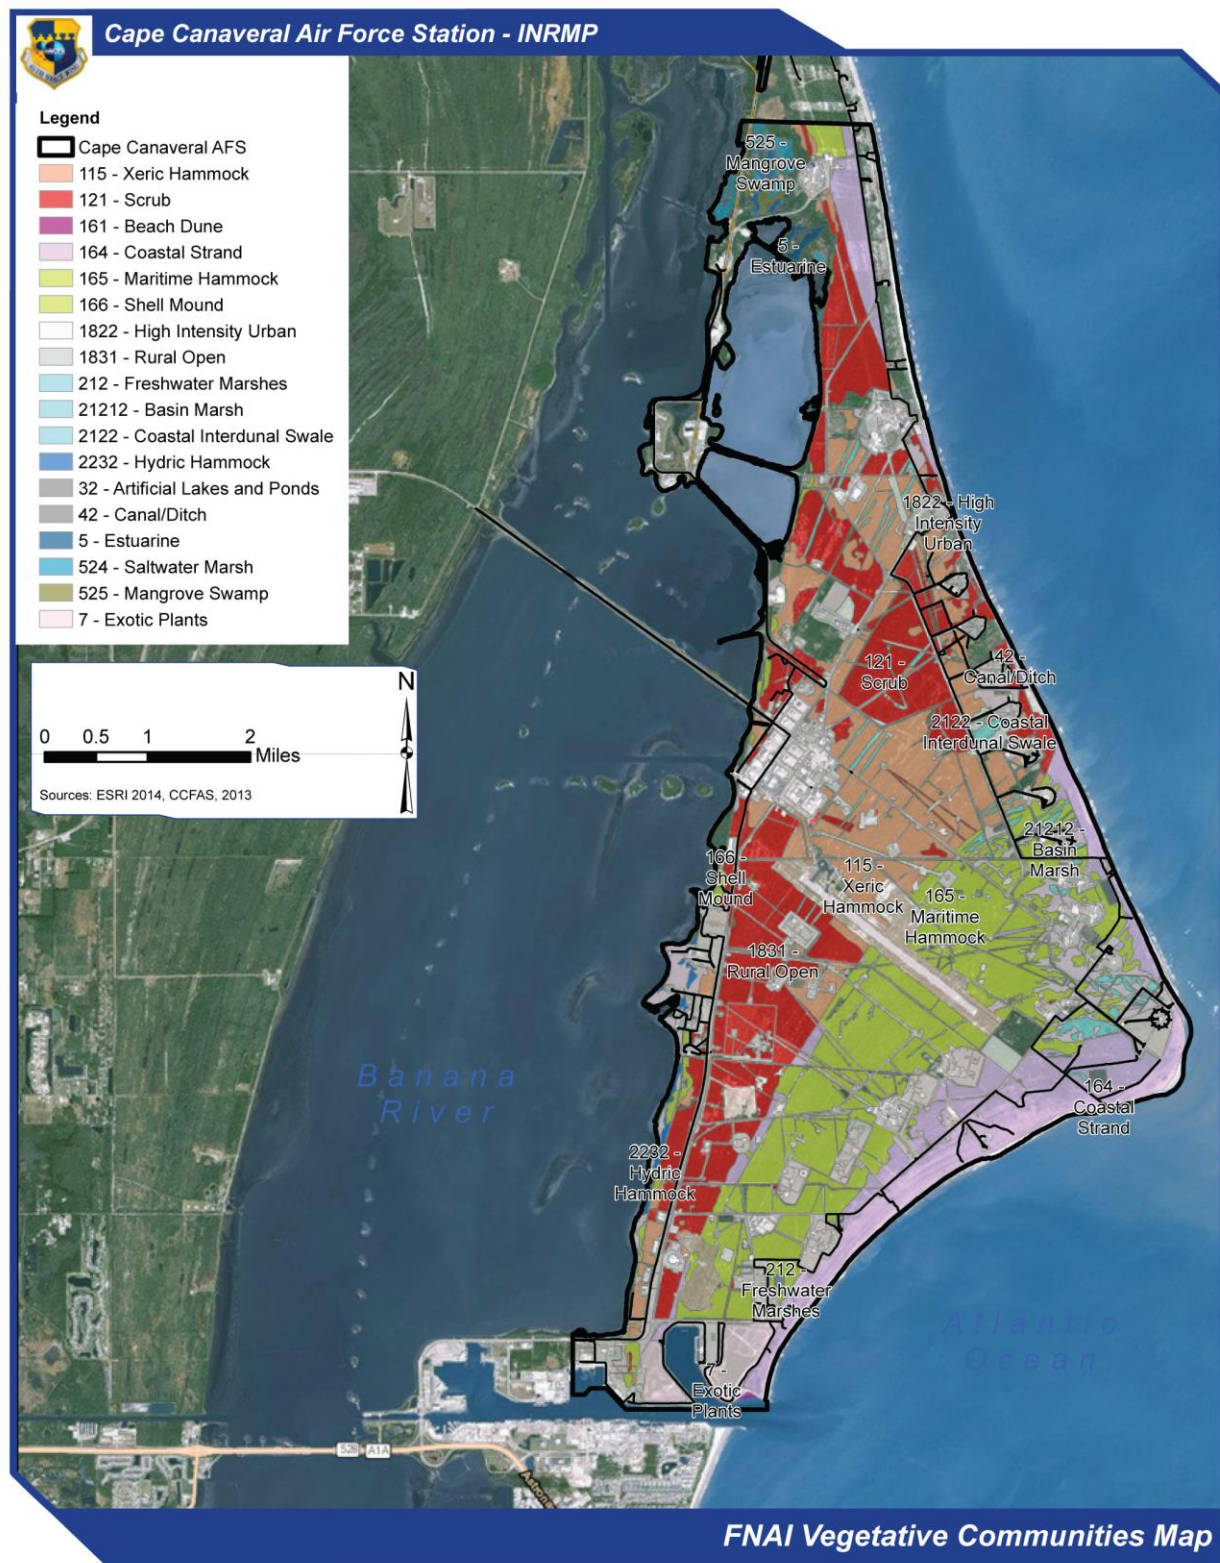 Cape Canaveral Air Force Station - INRMP
Legend
Cape Canaveral AFS
115 - Xeric Hammock
121 - Scrub
161 - Beach Dune
164 - Coastal Strand
165 - Maritime Hammock
166 - Shell Mound
1822 - High Intensity Urban
1831 - Rural Open
212 - Freshwater Marshes
21212 - Basin Marsh
2122 - Coastal Interdunal Swale
2232 - Hydric Hammock
32 - Artificial Lakes and Ponds
42 - Canal/Ditch
5 - Estuarine
524 - Saltwater Marsh
525 - Mangrove Swamp
7 - Exotic Plants
N
0 0.5 1 2
Miles
Sources: ESRI 2014, CCFAS, 2013
525 -
Mangrove
Swamp
5 -
Estuarine
1822 - High
Intensity
Urban
121 -
Scrub
42 -
Canal/Ditch
2122 - Coastal
Interdunal Swale
21212 -
Basin
Marsh
166 -
Shell
Mound
115 -
Xeric
Hammock
165 -
Maritime
Hammock
1831 -
Rural Open
Banana
River
164 -
Coastal
Strand
2232 -
Hydric
Hammock
212 -
Freshwater
Marshes
Atlantic
Ocean
7 -
Exotic
Plants
528 A1A
FNAI Vegetative Communities Map